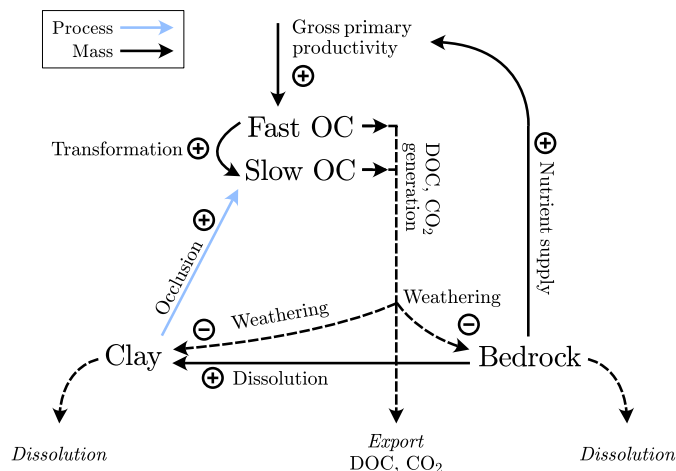 Process
Mass
Gross primary
productivity
+
Fast OC
Transformation +
Slow OC
DOC, CO₂
generation
+
Nutrient supply
+
Occlusion
Weathering
−
Weathering
−
Clay
Bedrock
+ Dissolution
Dissolution
Export
DOC, CO₂
Dissolution